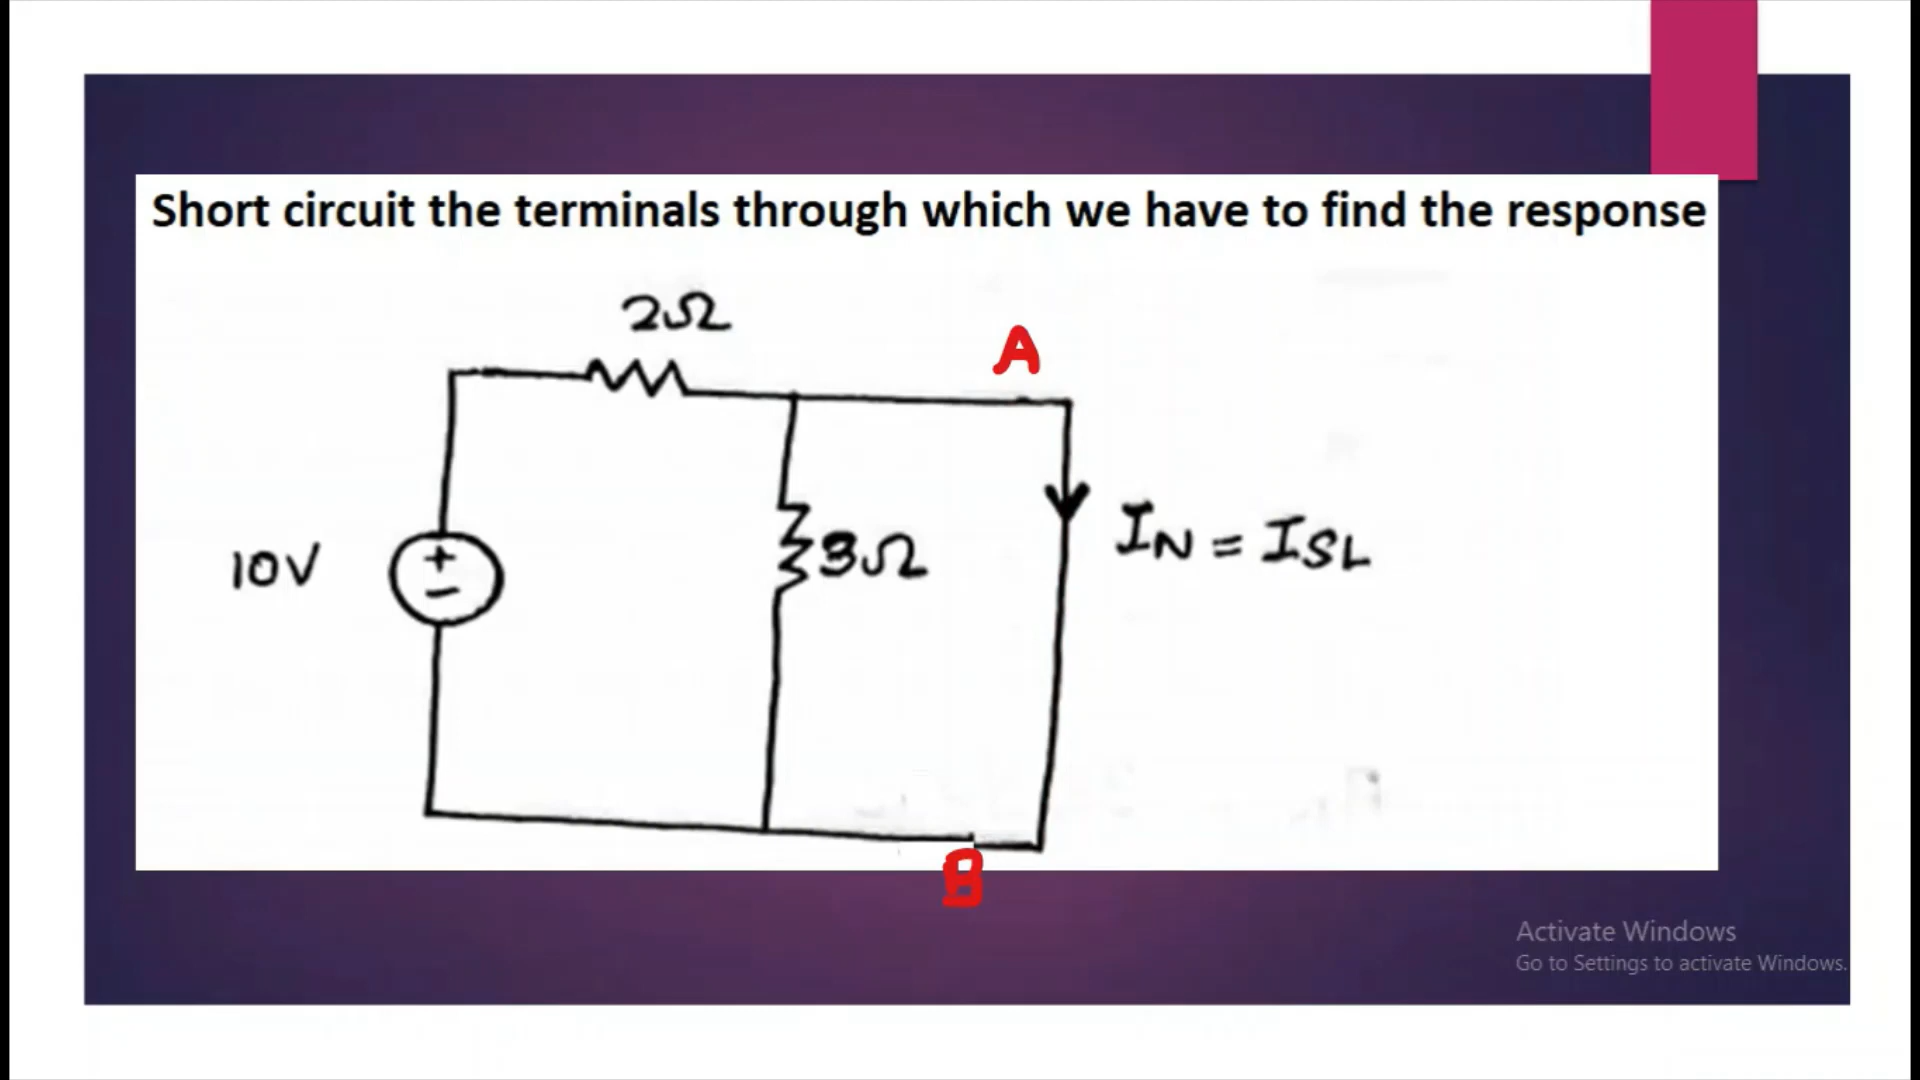 Short circuit the terminals through which we have to find the response
2Ω
A
10V
+
−
3Ω
IN = ISL
B
Activate Windows
Go to Settings to activate Windows.